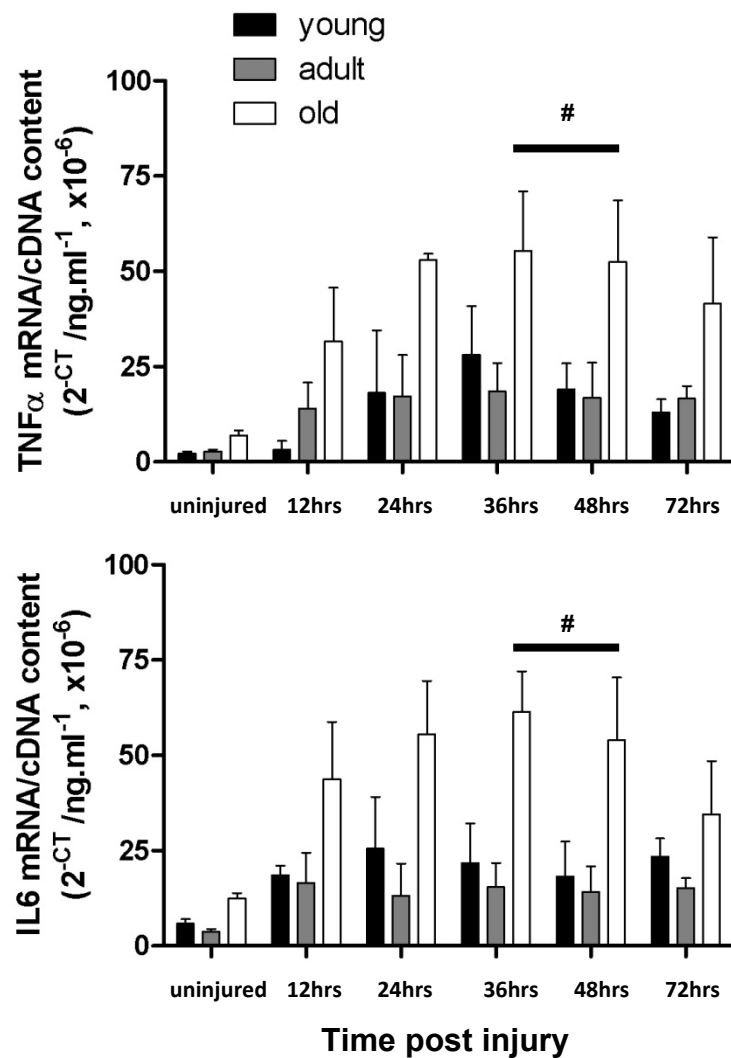 young
adult
old
TNFα mRNA/cDNA content
(2⁻ᶜᵀ /ng.ml⁻¹, x10⁻⁶)
100
75
50
25
0
#
uninjured 12hrs 24hrs 36hrs 48hrs 72hrs
IL6 mRNA/cDNA content
(2⁻ᶜᵀ /ng.ml⁻¹, x10⁻⁶)
100
75
50
25
0
#
uninjured 12hrs 24hrs 36hrs 48hrs 72hrs
Time post injury